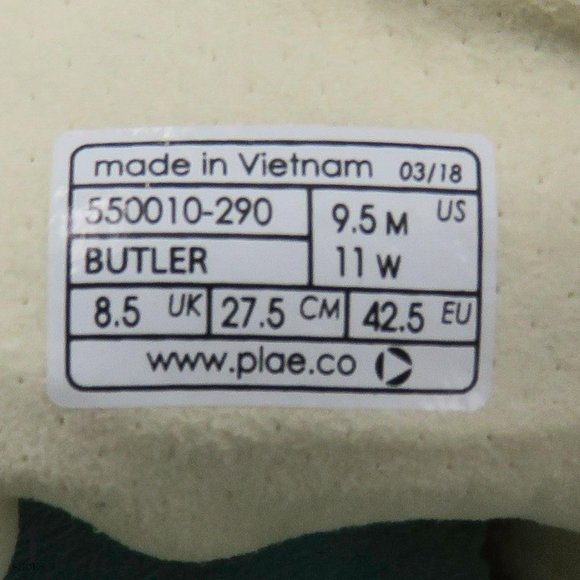 made in Vietnam 03/18
550010-290
BUTLER
9.5 M US
11 W
8.5 UK 27.5 CM 42.5 EU
www.plae.co